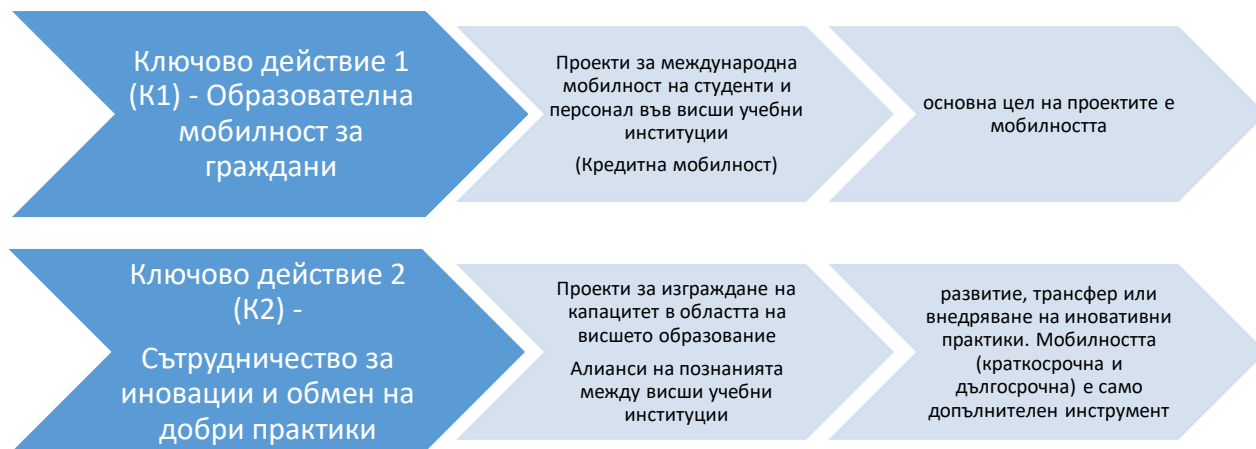 Ключово действие 1
(К1) - Образователна
мобилност за
граждани
Проекти за международна
мобилност на студенти и
персонал във висши учебни
институции
(Кредитна мобилност)
основна цел на проектите е
мобилността
Ключово действие 2
(К2) -
Сътрудничество за
иновации и обмен на
добри практики
Проекти за изграждане на
капацитет в областта на
висшето образование
Алианси на познанията
между висши учебни
институции
развитие, трансфер или
внедряване на иновативни
практики. Мобилността
(краткосрочна и
дългосрочна) е само
допълнителен инструмент